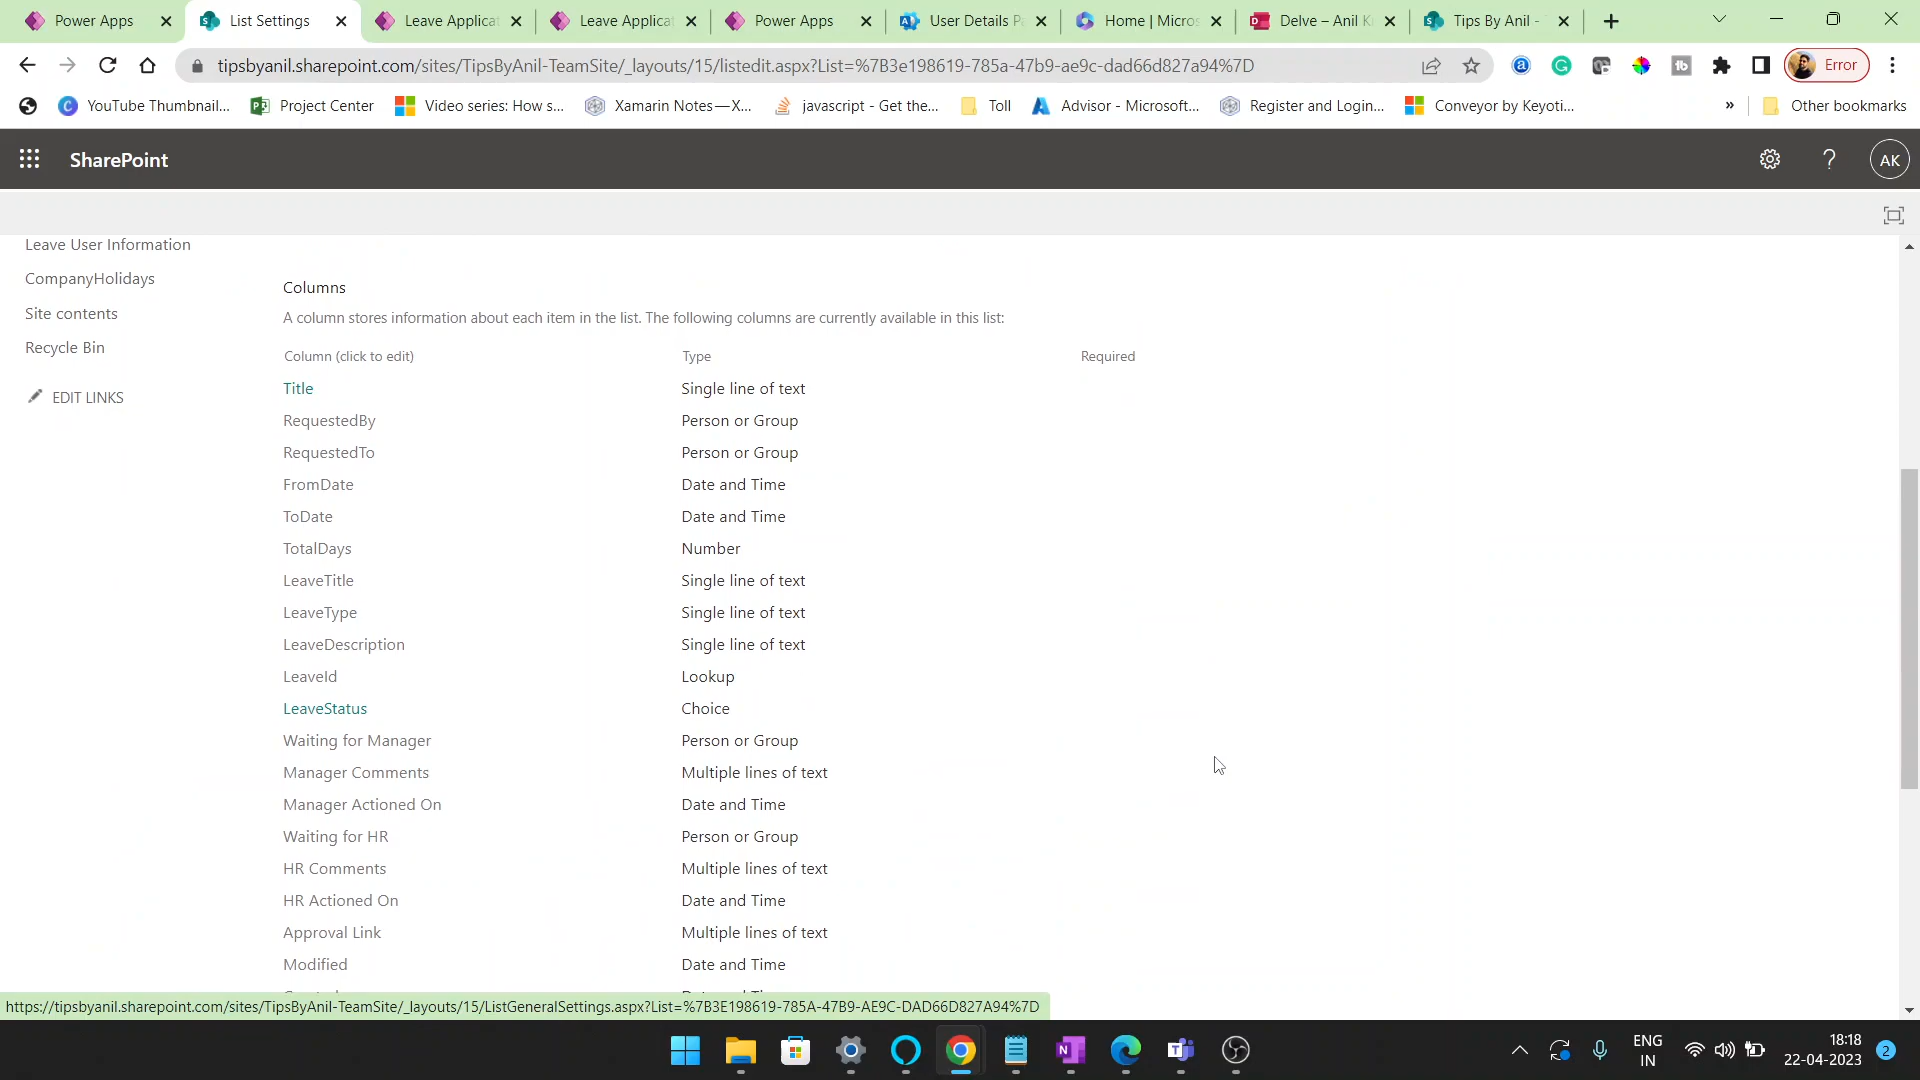 Power Apps
List Settings
Leave Applicat
Leave Applicat
Power Apps
User Details Pa
Home | Micros
Delve – Anil K
Tips By Anil -
tipsbyanil.sharepoint.com/sites/TipsByAnil-TeamSite/_layouts/15/listedit.aspx?List=%7B3e198619-785a-47b9-ae9c-dad66d827a94%7D
Error
YouTube Thumbnail...
Project Center
Video series: How s...
Xamarin Notes — X...
javascript - Get the...
Toll
Advisor - Microsoft...
Register and Login...
Conveyor by Keyoti...
»
Other bookmarks
SharePoint
?
AK
Leave User Information
CompanyHolidays
Site contents
Recycle Bin
EDIT LINKS
Columns
A column stores information about each item in the list. The following columns are currently available in this list:
Column (click to edit) Type Required
Title Single line of text
RequestedBy Person or Group
RequestedTo Person or Group
FromDate Date and Time
ToDate Date and Time
TotalDays Number
LeaveTitle Single line of text
LeaveType Single line of text
LeaveDescription Single line of text
LeaveId Lookup
LeaveStatus Choice
Waiting for Manager Person or Group
Manager Comments Multiple lines of text
Manager Actioned On Date and Time
Waiting for HR Person or Group
HR Comments Multiple lines of text
HR Actioned On Date and Time
Approval Link Multiple lines of text
Modified Date and Time
https://tipsbyanil.sharepoint.com/sites/TipsByAnil-TeamSite/_layouts/15/ListGeneralSettings.aspx?List=%7B3E198619-785A-47B9-AE9C-DAD66D827A94%7D
ENG
IN
18:18
22-04-2023
2